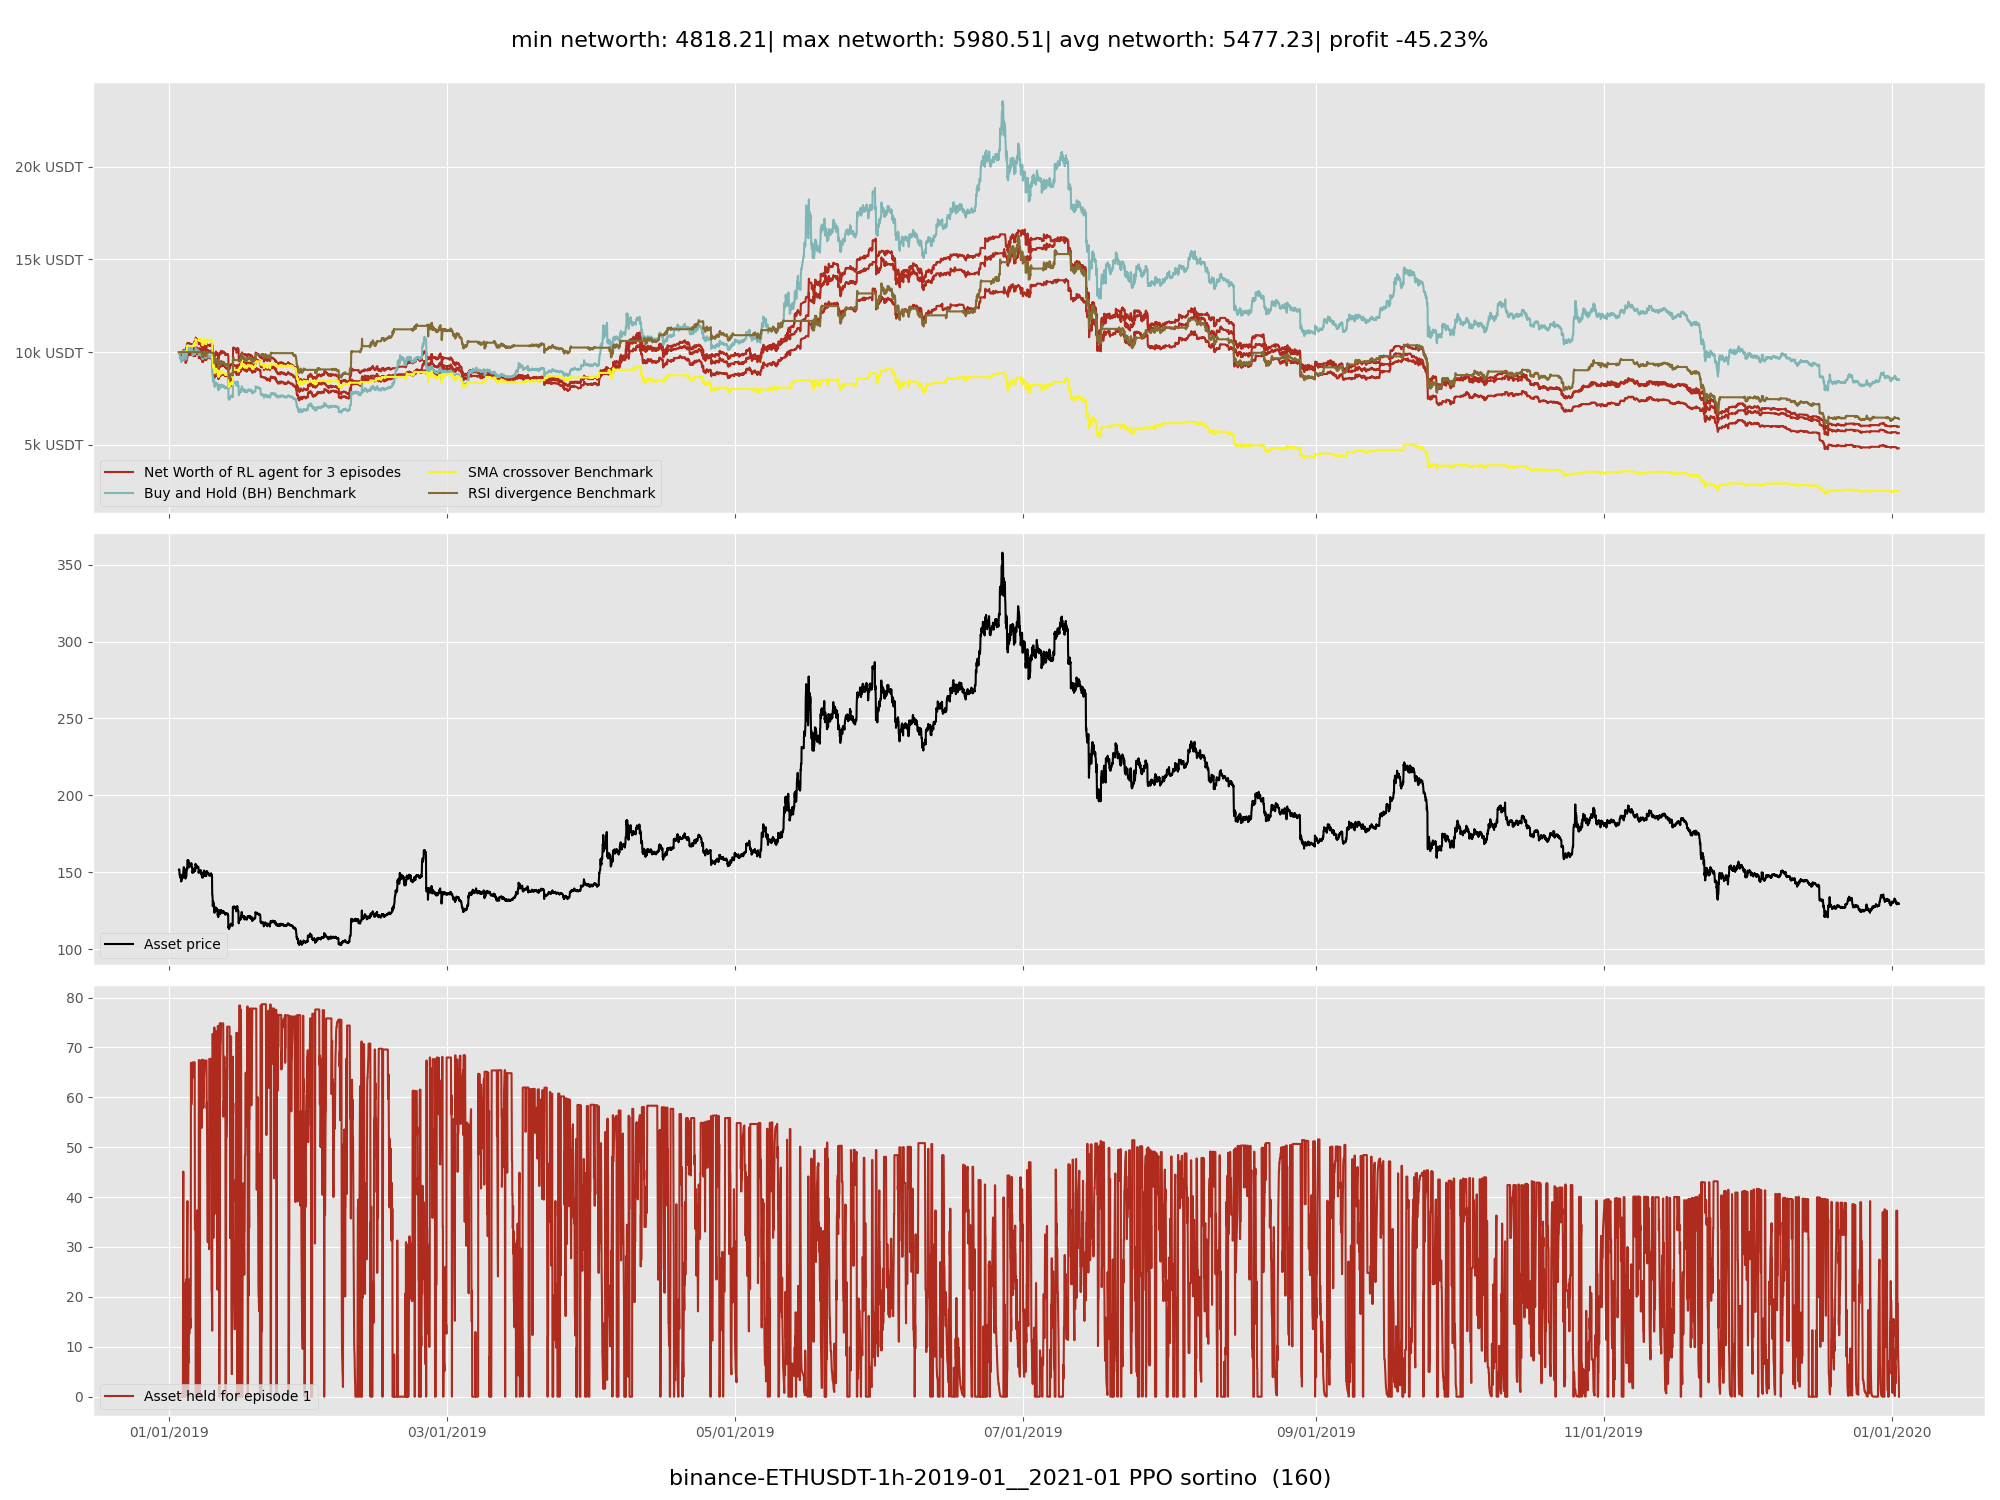 min networth: 4818.21| max networth: 5980.51| avg networth: 5477.23| profit -45.23%
20k USDT
15k USDT
10k USDT
5k USDT
Net Worth of RL agent for 3 episodes
Buy and Hold (BH) Benchmark
SMA crossover Benchmark
RSI divergence Benchmark
350
300
250
200
150
100
Asset price
80
70
60
50
40
30
20
10
0
Asset held for episode 1
01/01/2019
03/01/2019
05/01/2019
07/01/2019
09/01/2019
11/01/2019
01/01/2020
binance-ETHUSDT-1h-2019-01__2021-01 PPO sortino  (160)